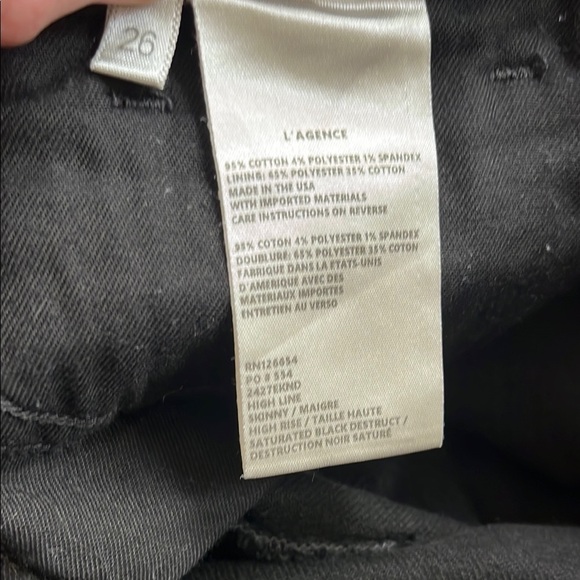 26
L'AGENCE
95% COTTON 4% POLYESTER 1% SPANDEX
LINING: 65% POLYESTER 35% COTTON
MADE IN THE USA
WITH IMPORTED MATERIALS
CARE INSTRUCTIONS ON REVERSE
95% COTON 4% POLYESTER 1% SPANDEX
DOUBLURE: 65% POLYESTER 35% COTON
FABRIQUE DANS LA ETATS-UNIS
D'AMERIQUE AVEC DES
MATERIAUX IMPORTES
ENTRETIEN AU VERSO
RN126654
PO # 554
2427EKND
HIGH LINE
SKINNY / MAIGRE
HIGH RISE / TAILLE HAUTE
SATURATED BLACK DESTRUCT /
DESTRUCTION NOIR SATURÉ